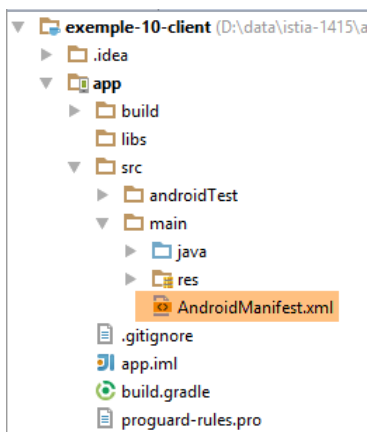 exemple-10-client (D:\data\istia-1415\a
.idea
app
build
libs
src
androidTest
main
java
res
AndroidManifest.xml
.gitignore
app.iml
build.gradle
proguard-rules.pro